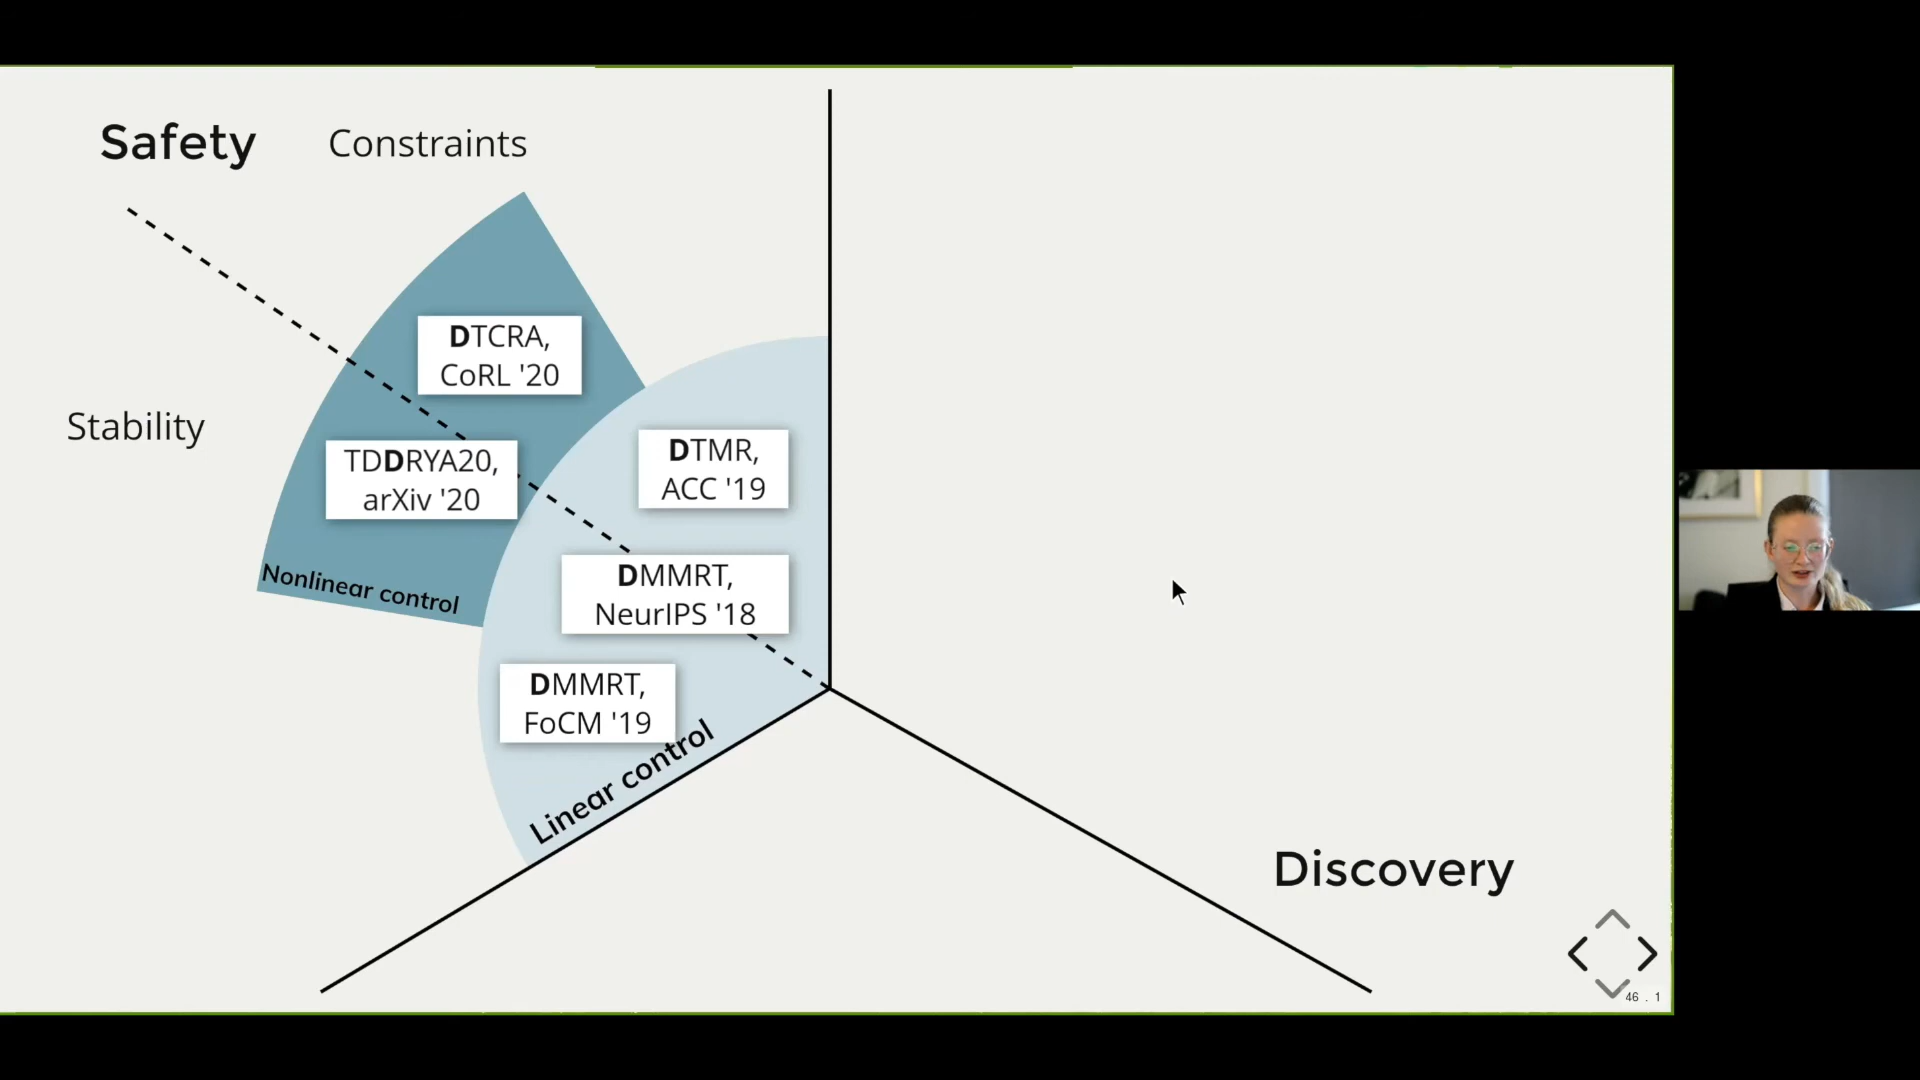 Safety
Constraints
DTCRA,
CoRL '20
Stability
TDDRYA20,
arXiv '20
DTMR,
ACC '19
Nonlinear control
DMMRT,
NeurIPS '18
DMMRT,
FoCM '19
Linear control
Discovery
46 . 1